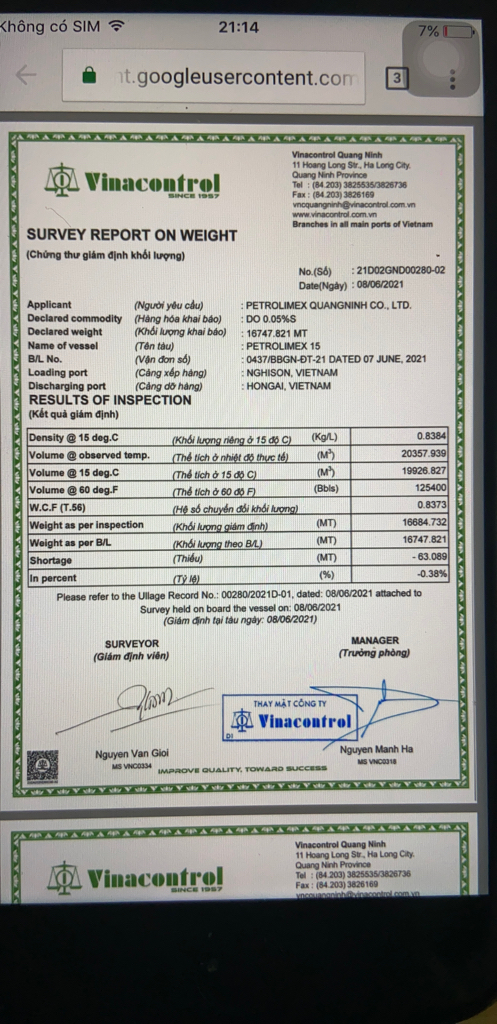 Không có SIM 21:14 7%
nt.googleusercontent.com 3
Vinacontrol
SINCE 1957
Vinacontrol Quang Ninh
11 Hoang Long Str., Ha Long City.
Quang Ninh Province
Tel : (84.203) 3825535/3826736
Fax : (84.203) 3826169
vncquangninh@vinacontrol.com.vn
www.vinacontrol.com.vn
Branches in all main ports of Vietnam
SURVEY REPORT ON WEIGHT
(Chứng thư giám định khối lượng)
No.(Số) : 21D02GND00280-02
Date(Ngày) : 08/06/2021
Applicant (Người yêu cầu) : PETROLIMEX QUANGNINH CO., LTD.
Declared commodity (Hàng hóa khai báo) : DO 0.05%S
Declared weight (Khối lượng khai báo) : 16747.821 MT
Name of vessel (Tên tàu) : PETROLIMEX 15
B/L No. (Vận đơn số) : 0437/BBGN-ĐT-21 DATED 07 JUNE, 2021
Loading port (Cảng xếp hàng) : NGHISON, VIETNAM
Discharging port (Cảng dỡ hàng) : HONGAI, VIETNAM
RESULTS OF INSPECTION
(Kết quả giám định)
Density @ 15 deg.C (Khối lượng riêng ở 15 độ C) (Kg/L) 0.8384
Volume @ observed temp. (Thể tích ở nhiệt độ thực tế) (M³) 20357.939
Volume @ 15 deg.C (Thể tích ở 15 độ C) (M³) 19926.827
Volume @ 60 deg.F (Thể tích ở 60 độ F) (Bbls) 125400
W.C.F (T.56) (Hệ số chuyển đổi khối lượng) 0.8373
Weight as per inspection (Khối lượng giám định) (MT) 16684.732
Weight as per B/L (Khối lượng theo B/L) (MT) 16747.821
Shortage (Thiếu) (MT) - 63.089
In percent (Tỷ lệ) (%) -0.38%
Please refer to the Ullage Record No.: 00280/2021D-01, dated: 08/06/2021 attached to
Survey held on board the vessel on: 08/06/2021
(Giám định tại tàu ngày: 08/06/2021)
SURVEYOR MANAGER
(Giám định viên) (Trưởng phòng)
THAY MẶT CÔNG TY
Vinacontrol
DI
Nguyen Van Gioi Nguyen Manh Ha
MS VNC0334 MS VNC0318
IMPROVE QUALITY, TOWARD SUCCESS
Vinacontrol
SINCE 1957
Vinacontrol Quang Ninh
11 Hoang Long Str., Ha Long City.
Quang Ninh Province
Tel : (84.203) 3825535/3826736
Fax : (84.203) 3826169
vncquangninh@vinacontrol.com.vn